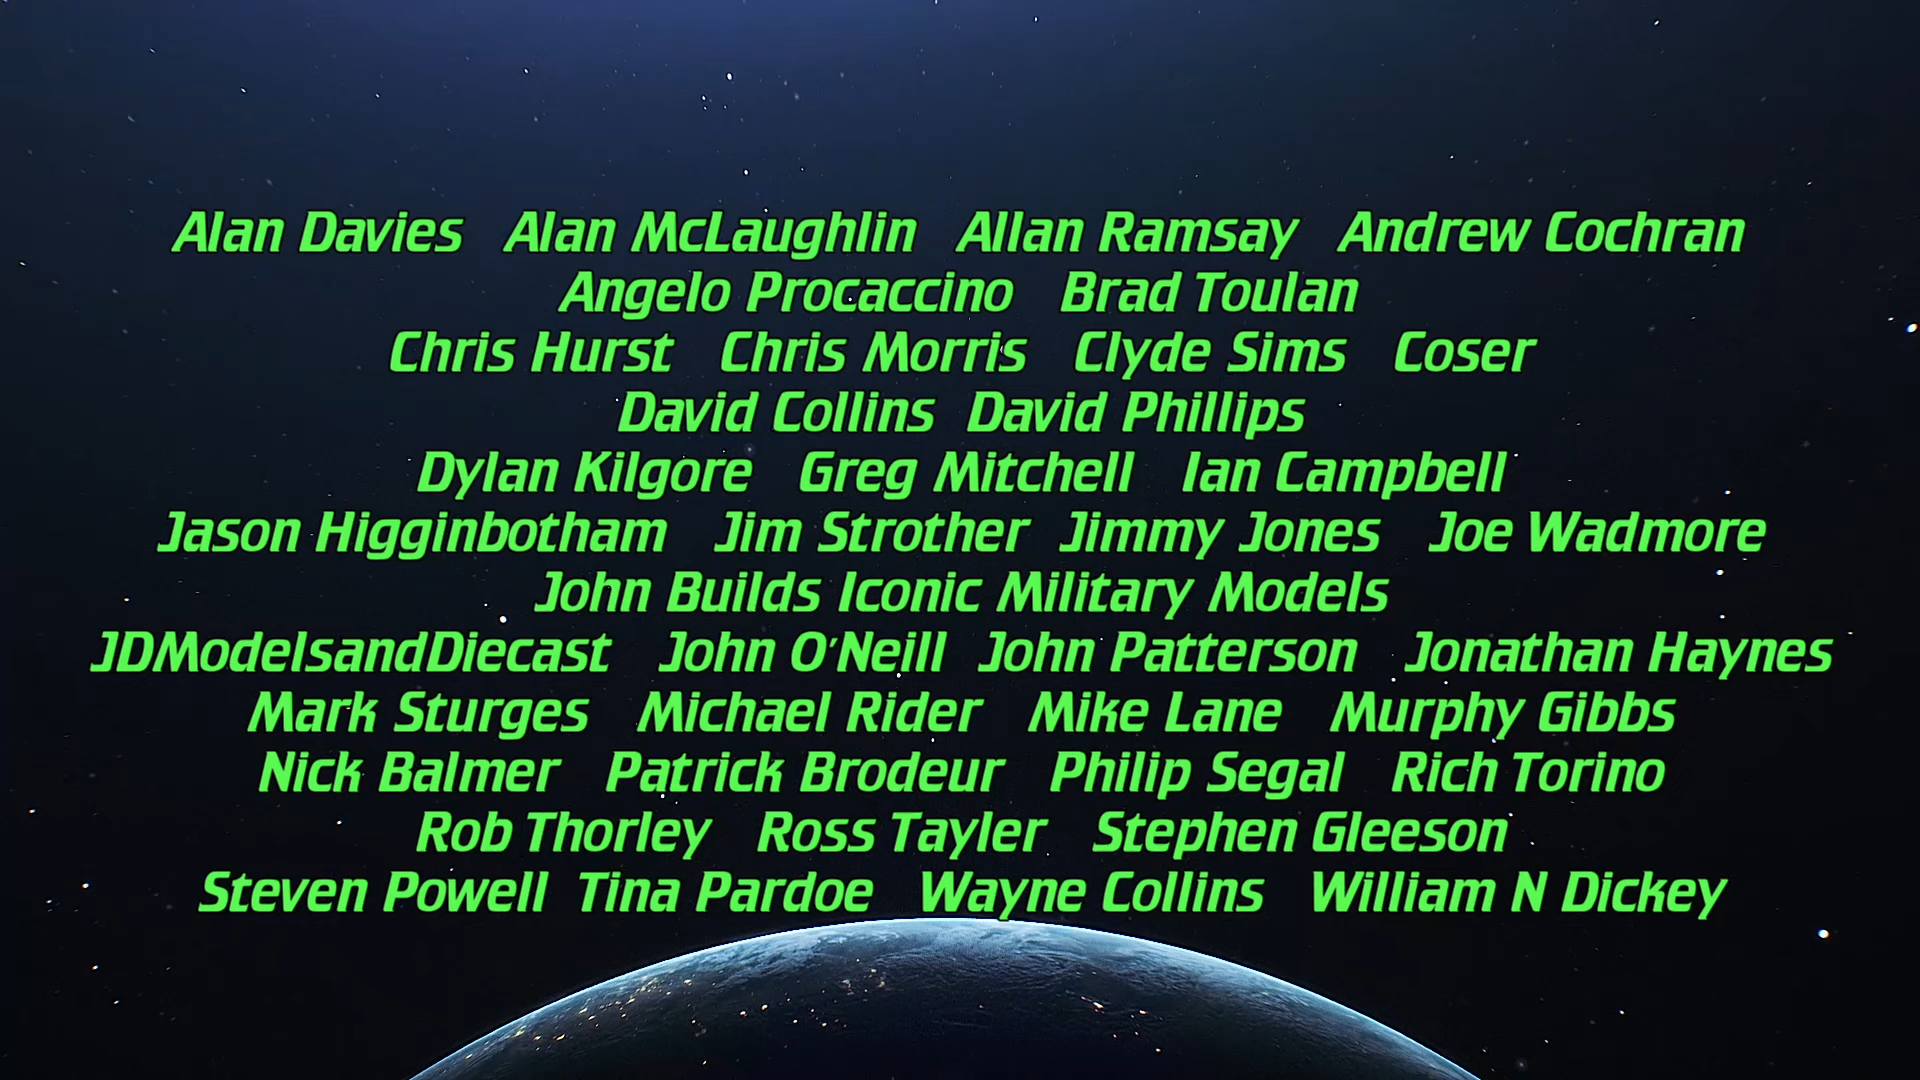 Alan Davies Alan McLaughlin Allan Ramsay Andrew Cochran
Angelo Procaccino Brad Toulan
Chris Hurst Chris Morris Clyde Sims Coser
David Collins David Phillips
Dylan Kilgore Greg Mitchell Ian Campbell
Jason Higginbotham Jim Strother Jimmy Jones Joe Wadmore
John Builds Iconic Military Models
JDModelsandDiecast John O'Neill John Patterson Jonathan Haynes
Mark Sturges Michael Rider Mike Lane Murphy Gibbs
Nick Balmer Patrick Brodeur Philip Segal Rich Torino
Rob Thorley Ross Tayler Stephen Gleeson
Steven Powell Tina Pardoe Wayne Collins William N Dickey